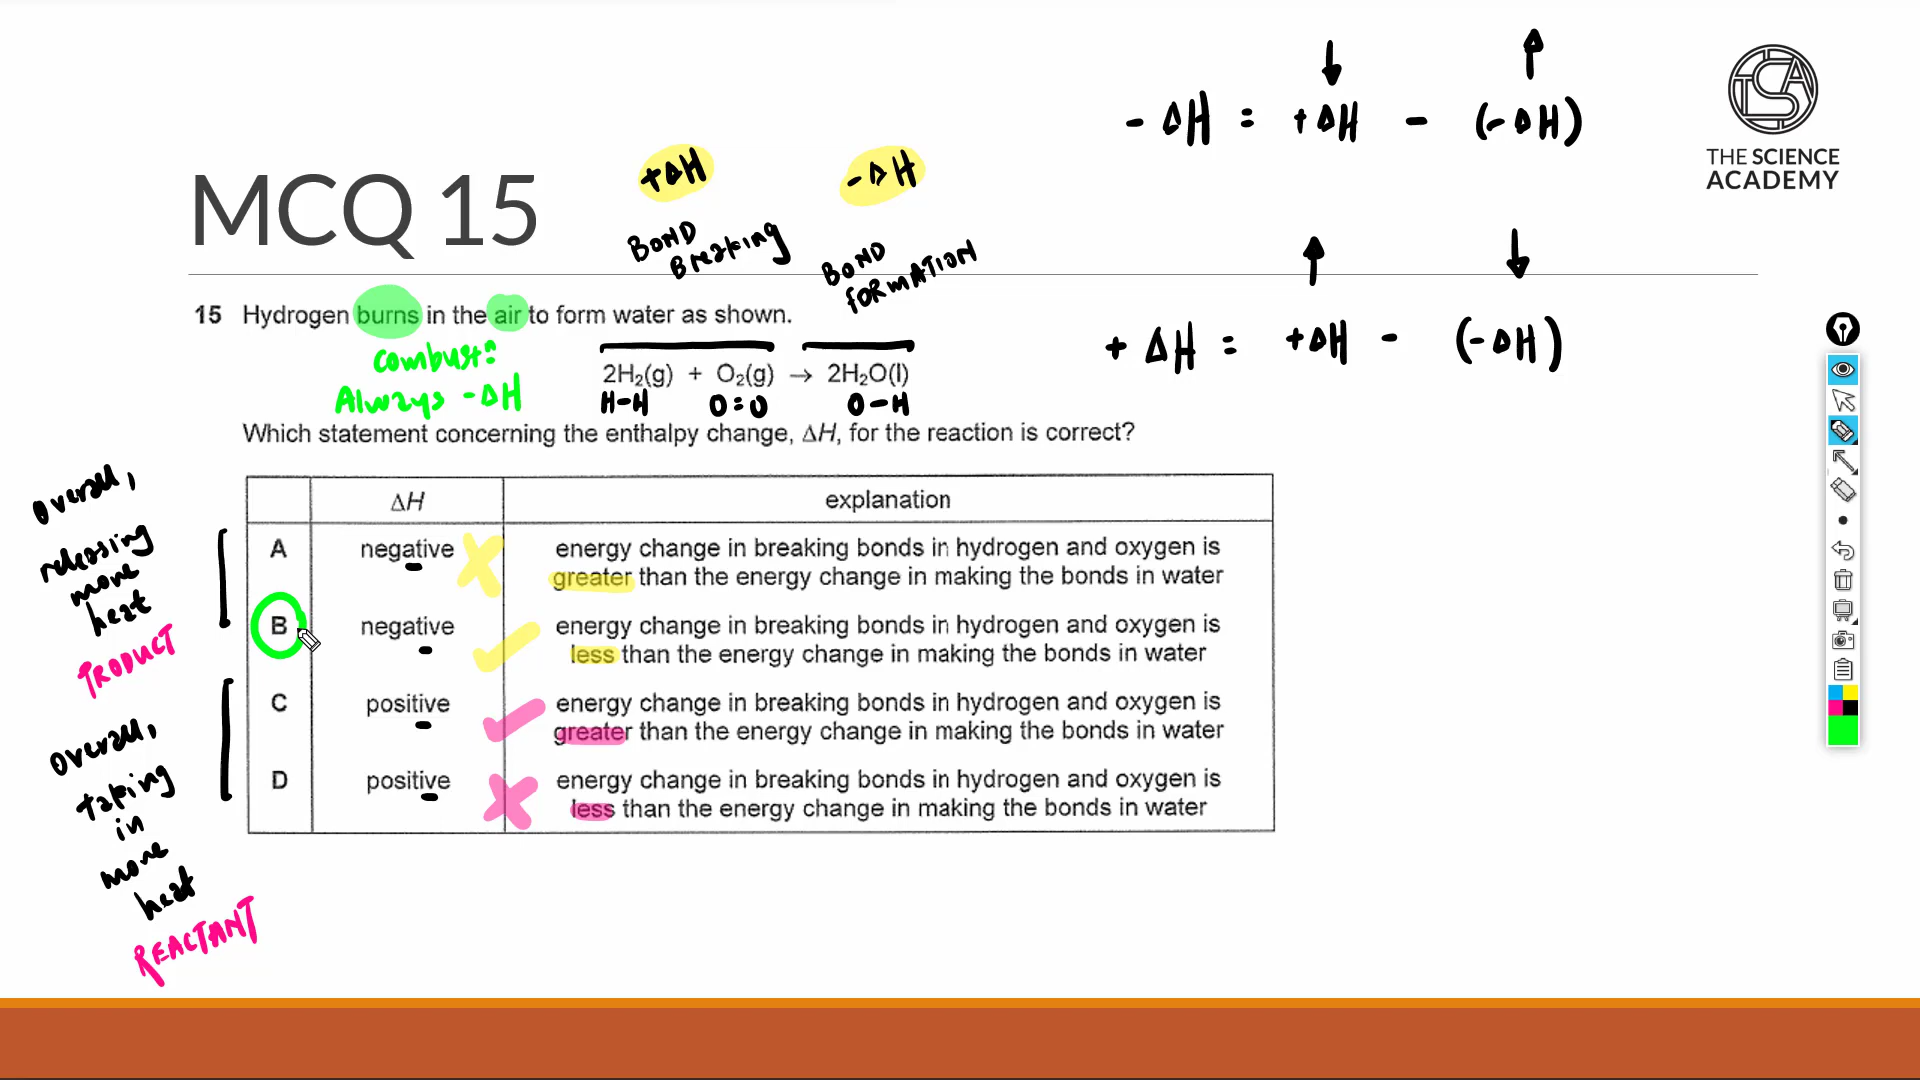 - ΔH = +ΔH - (-ΔH)
THE SCIENCE
ACADEMY
MCQ 15
+ΔH
-ΔH
BOND
Breaking
BOND
FORMATION
+ ΔH = +ΔH - (-ΔH)
15 Hydrogen burns in the air to form water as shown.
combust:
Always -ΔH
2H₂(g) + O₂(g) → 2H₂O(l)
H-H O=O O-H
Which statement concerning the enthalpy change, ΔH, for the reaction is correct?
overall,
releasing
more
heat
PRODUCT
overall,
taking
in
more
heat
REACTANT
ΔH explanation
A negative energy change in breaking bonds in hydrogen and oxygen is
greater than the energy change in making the bonds in water
B negative energy change in breaking bonds in hydrogen and oxygen is
less than the energy change in making the bonds in water
C positive energy change in breaking bonds in hydrogen and oxygen is
greater than the energy change in making the bonds in water
D positive energy change in breaking bonds in hydrogen and oxygen is
less than the energy change in making the bonds in water